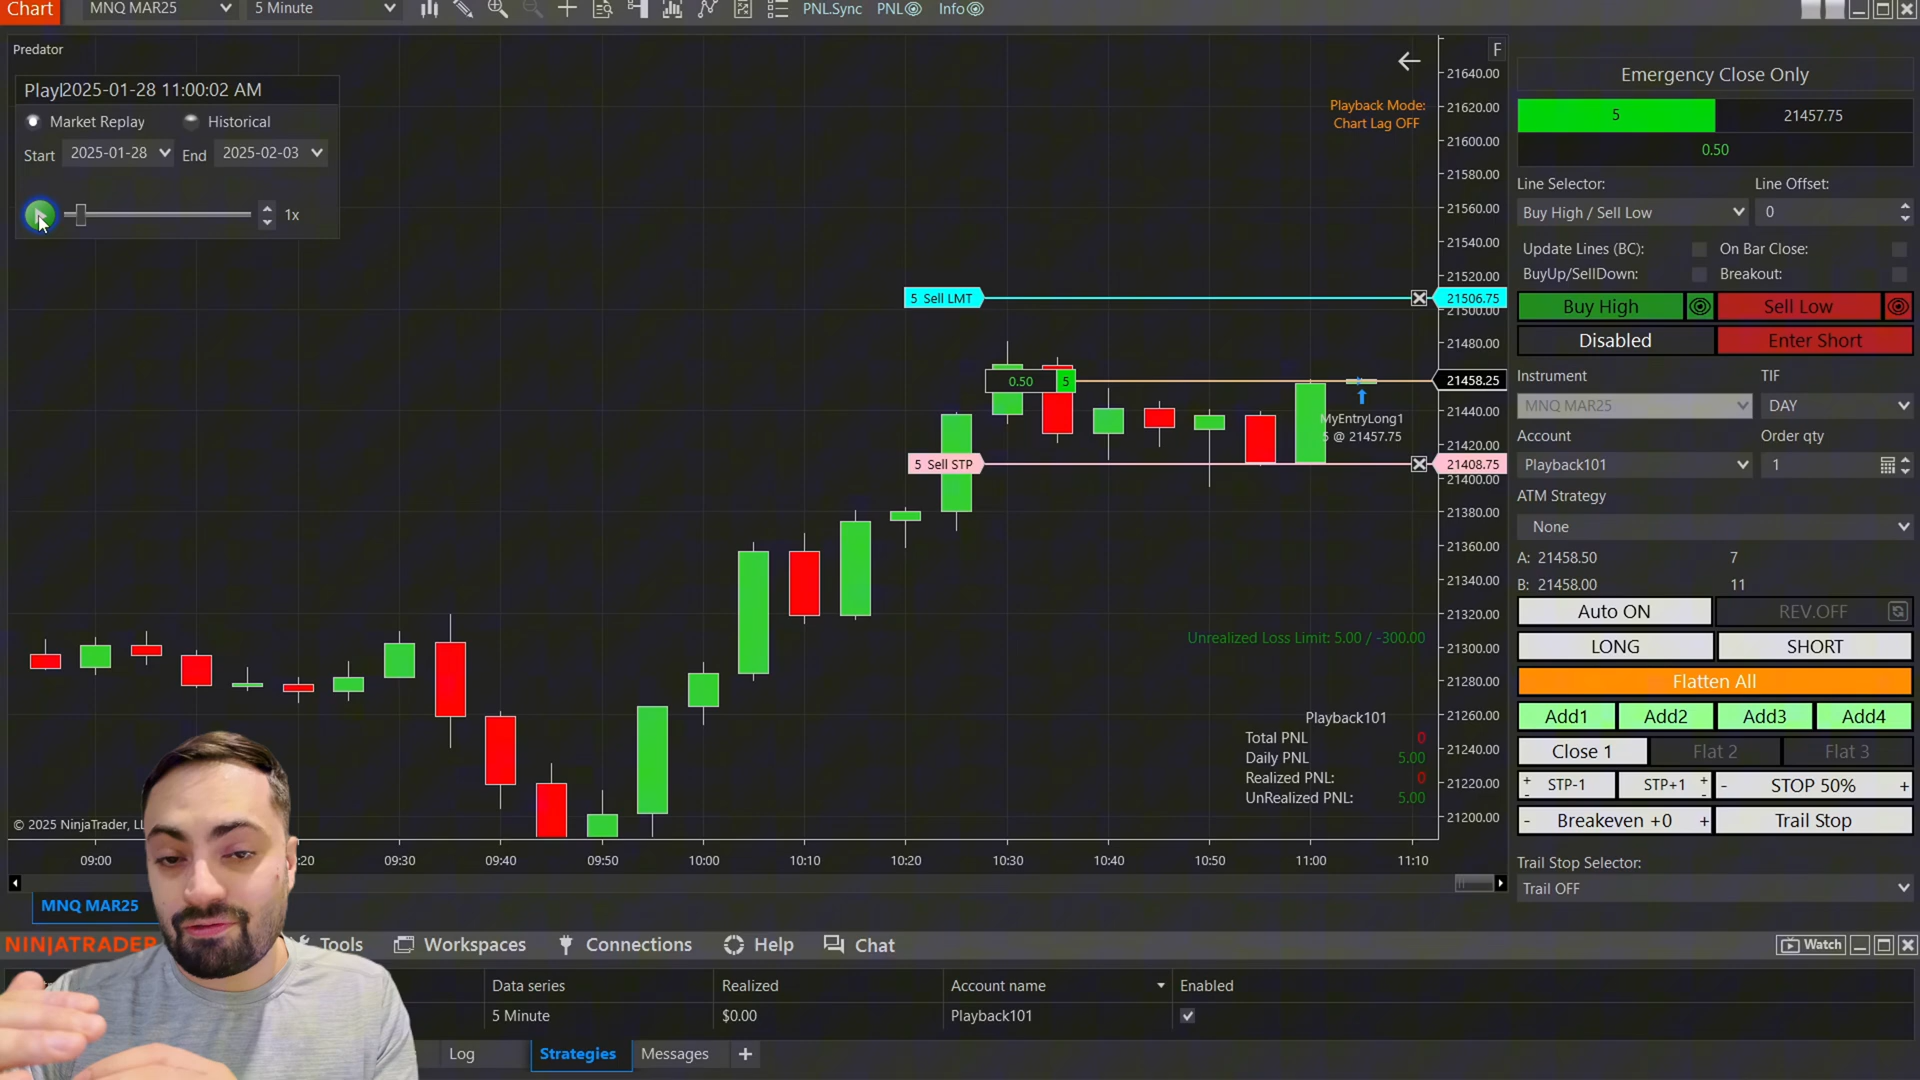 Chart MNQ MAR25 5 Minute PNL.Sync PNL Info
Predator
F
Play 2025-01-28 11:00:02 AM
Market Replay Historical
Start 2025-01-28 End 2025-02-03
1x
Playback Mode:
Chart Lag OFF
21640.00
21620.00
21600.00
21580.00
21560.00
21540.00
21520.00
5 Sell LMT 21506.75
21500.00
21480.00
0.50 5 21458.25
21440.00
MyEntryLong1
5 @ 21457.75
21420.00
5 Sell STP 21408.75
21400.00
21380.00
21360.00
21340.00
21320.00
21300.00
21280.00
21260.00
21240.00
21220.00
21200.00
Unrealized Loss Limit: 5.00 / -300.00
Playback101
Total PNL 0
Daily PNL 5.00
Realized PNL: 0
UnRealized PNL: 5.00
© 2025 NinjaTrader, LL
09:00 :20 09:30 09:40 09:50 10:00 10:10 10:20 10:30 10:40 10:50 11:00 11:10
MNQ MAR25
Emergency Close Only
5 21457.75
0.50
Line Selector: Line Offset:
Buy High / Sell Low 0
Update Lines (BC): On Bar Close:
BuyUp/SellDown: Breakout:
Buy High Sell Low
Disabled Enter Short
Instrument TIF
MNQ MAR25 DAY
Account Order qty
Playback101 1
ATM Strategy
None
A: 21458.50 7
B: 21458.00 11
Auto ON REV.OFF
LONG SHORT
Flatten All
Add1 Add2 Add3 Add4
Close 1 Flat 2 Flat 3
+ - STP-1 STP+1 + - - STOP 50% +
- Breakeven +0 + Trail Stop
Trail Stop Selector:
Trail OFF
NINJATRADER Tools Workspaces Connections Help Chat Watch
Data series Realized Account name Enabled
5 Minute $0.00 Playback101
Log Strategies Messages +